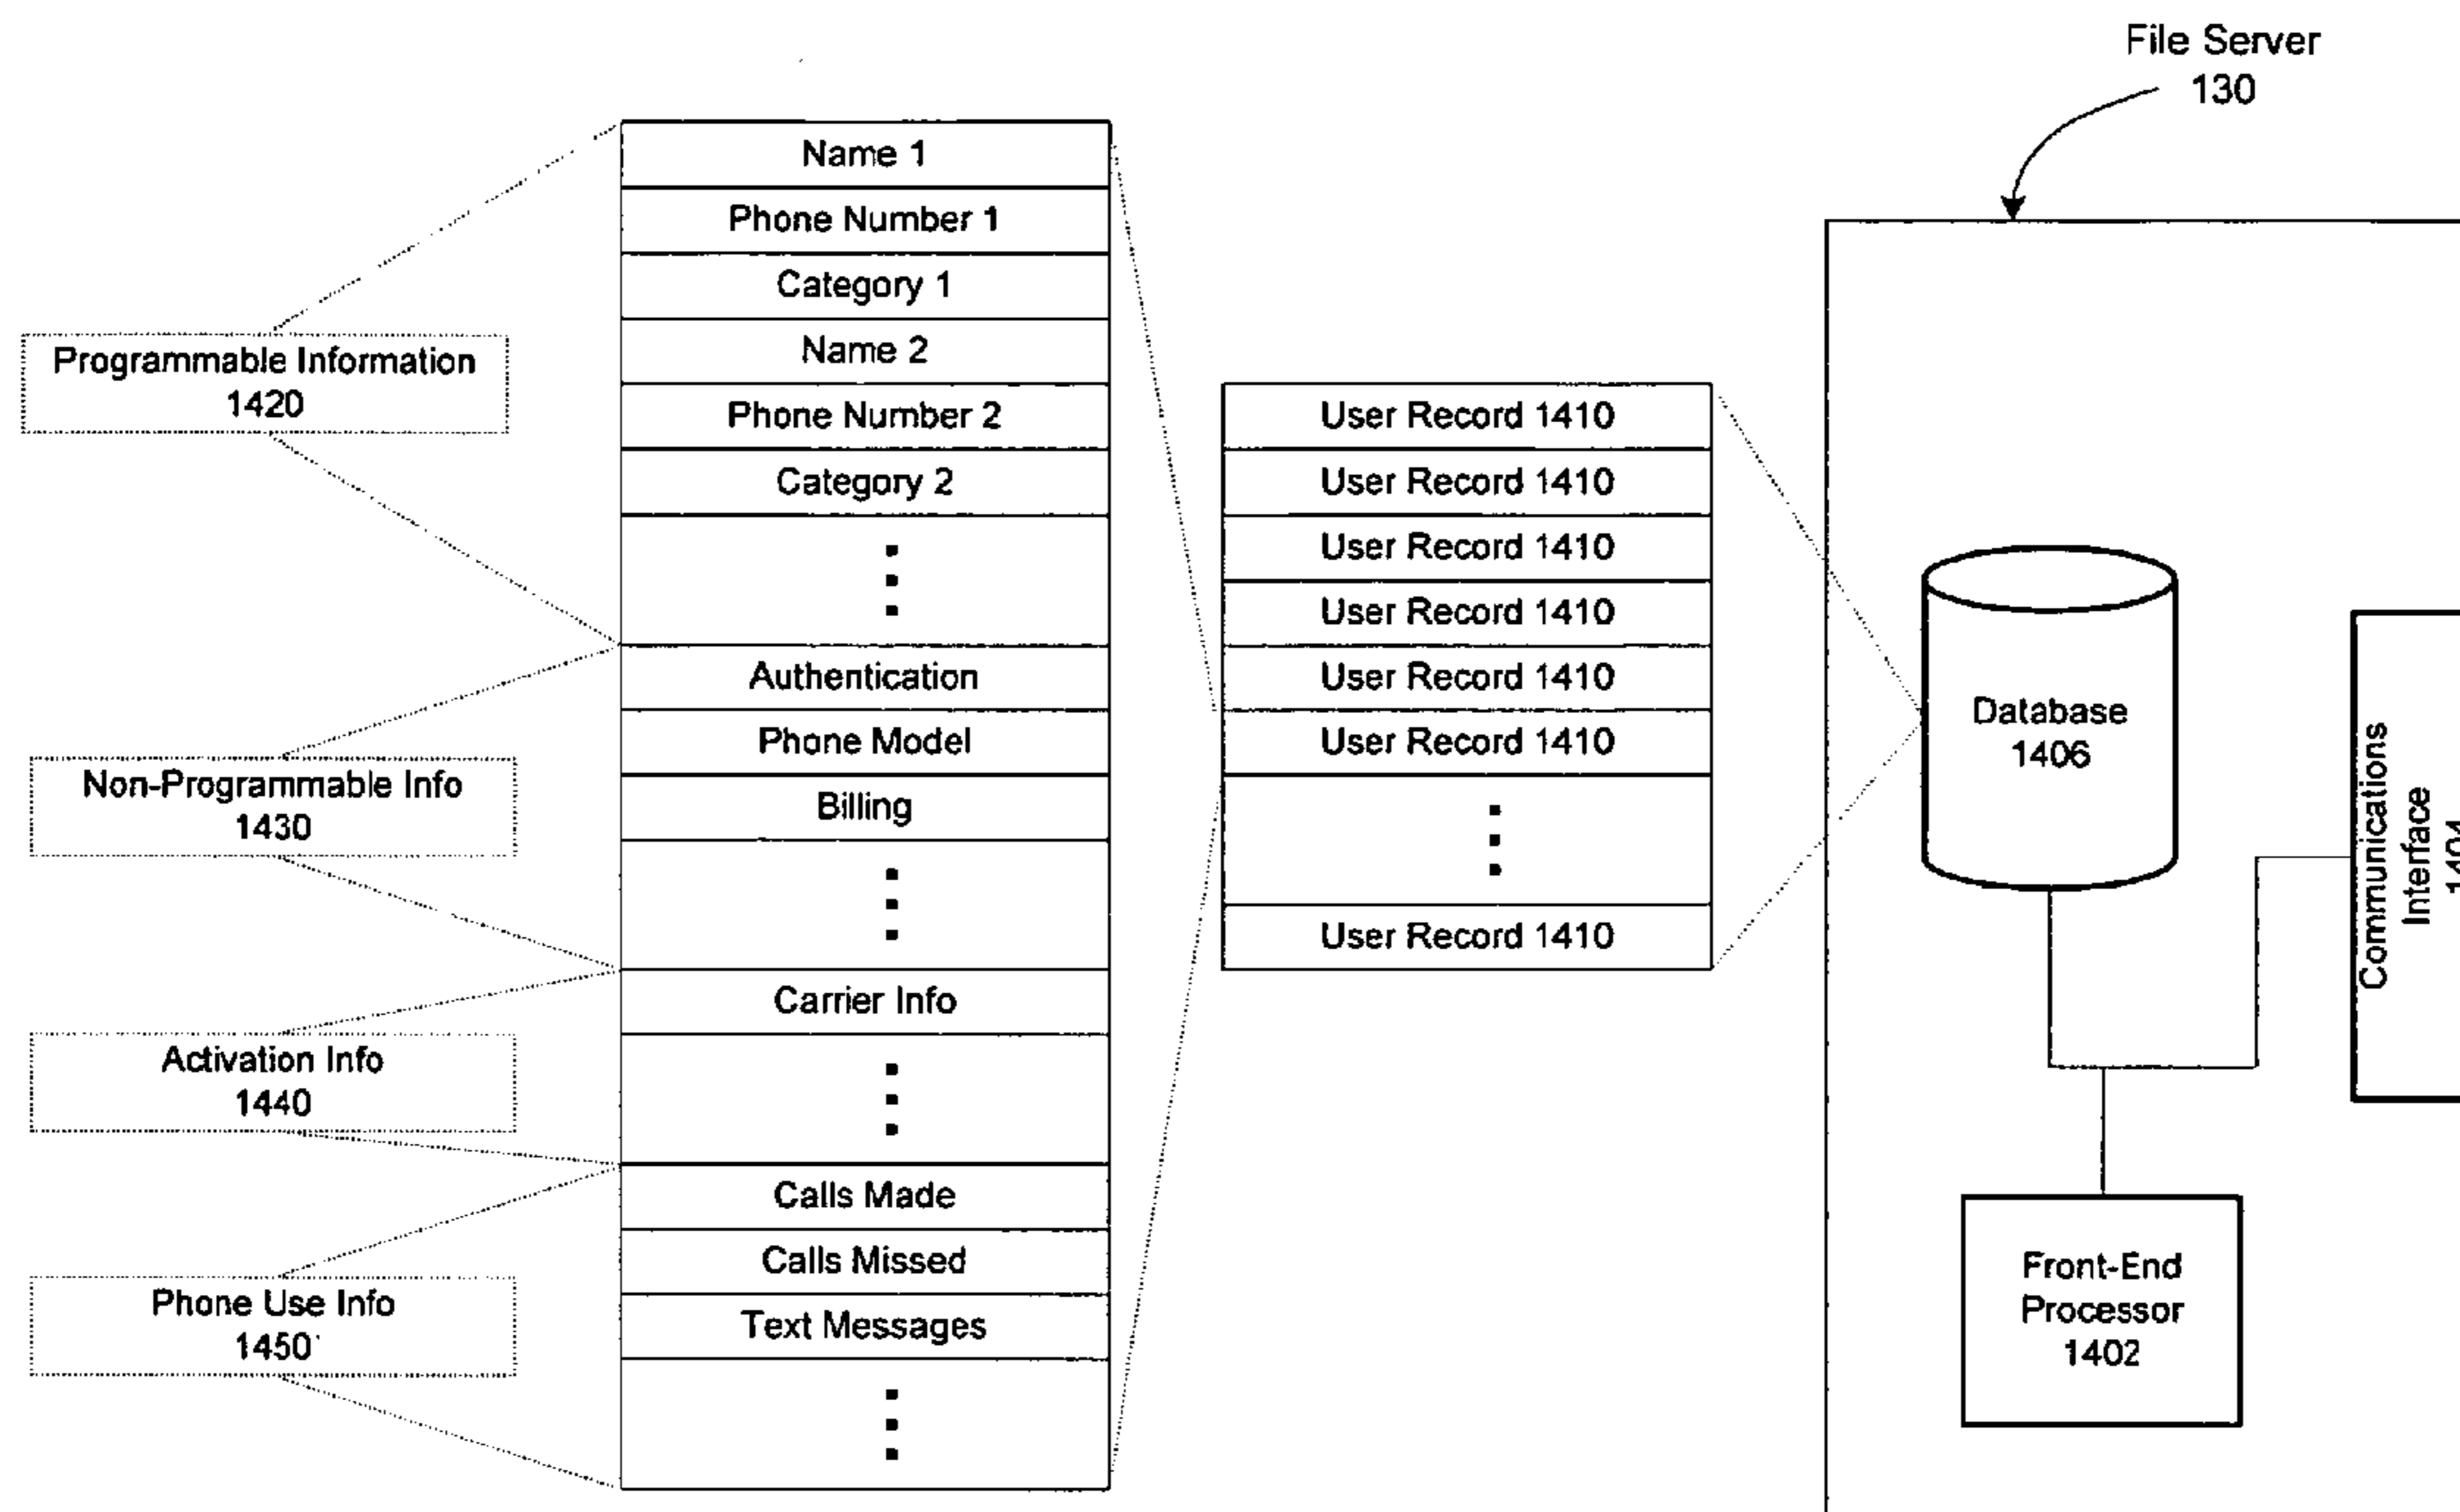 File Server
130
Name 1
Phone Number 1
Category 1
Name 2
Phone Number 2
Category 2
Authentication
Phone Model
Billing
Carrier Info
Calls Made
Calls Missed
Text Messages
Programmable Information
1420
Non-Programmable Info
1430
Activation Info
1440
Phone Use Info
1450
User Record 1410
User Record 1410
User Record 1410
User Record 1410
User Record 1410
User Record 1410
User Record 1410
Database
1406
Communications
Interface
Front-End
Processor
1402